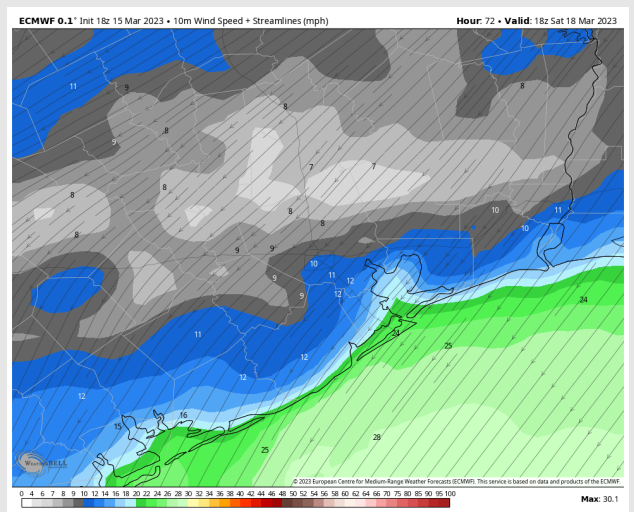 ECMWF 0.1° Init 18z 15 Mar 2023 • 10m Wind Speed + Streamlines (mph) Hour: 72 • Valid: 18z Sat 18 Mar 2023
11 9 8
8
9 8
7 7
8
8 8 10 11
8 8 10
9 9
10
11 12
9
9 12
24
11 24
25
12
12
12
16
15
28
25
WeatherBELL
© 2023 European Centre for Medium-Range Weather Forecasts (ECMWF). This service is based on data and products of the ECMWF.
0 4 6 7 8 9 10 12 14 16 18 20 22 24 26 28 30 32 34 36 38 40 42 44 46 48 50 52 54 56 58 60 62 64 66 68 70 75 80 85 90 95 100
Max: 30.1